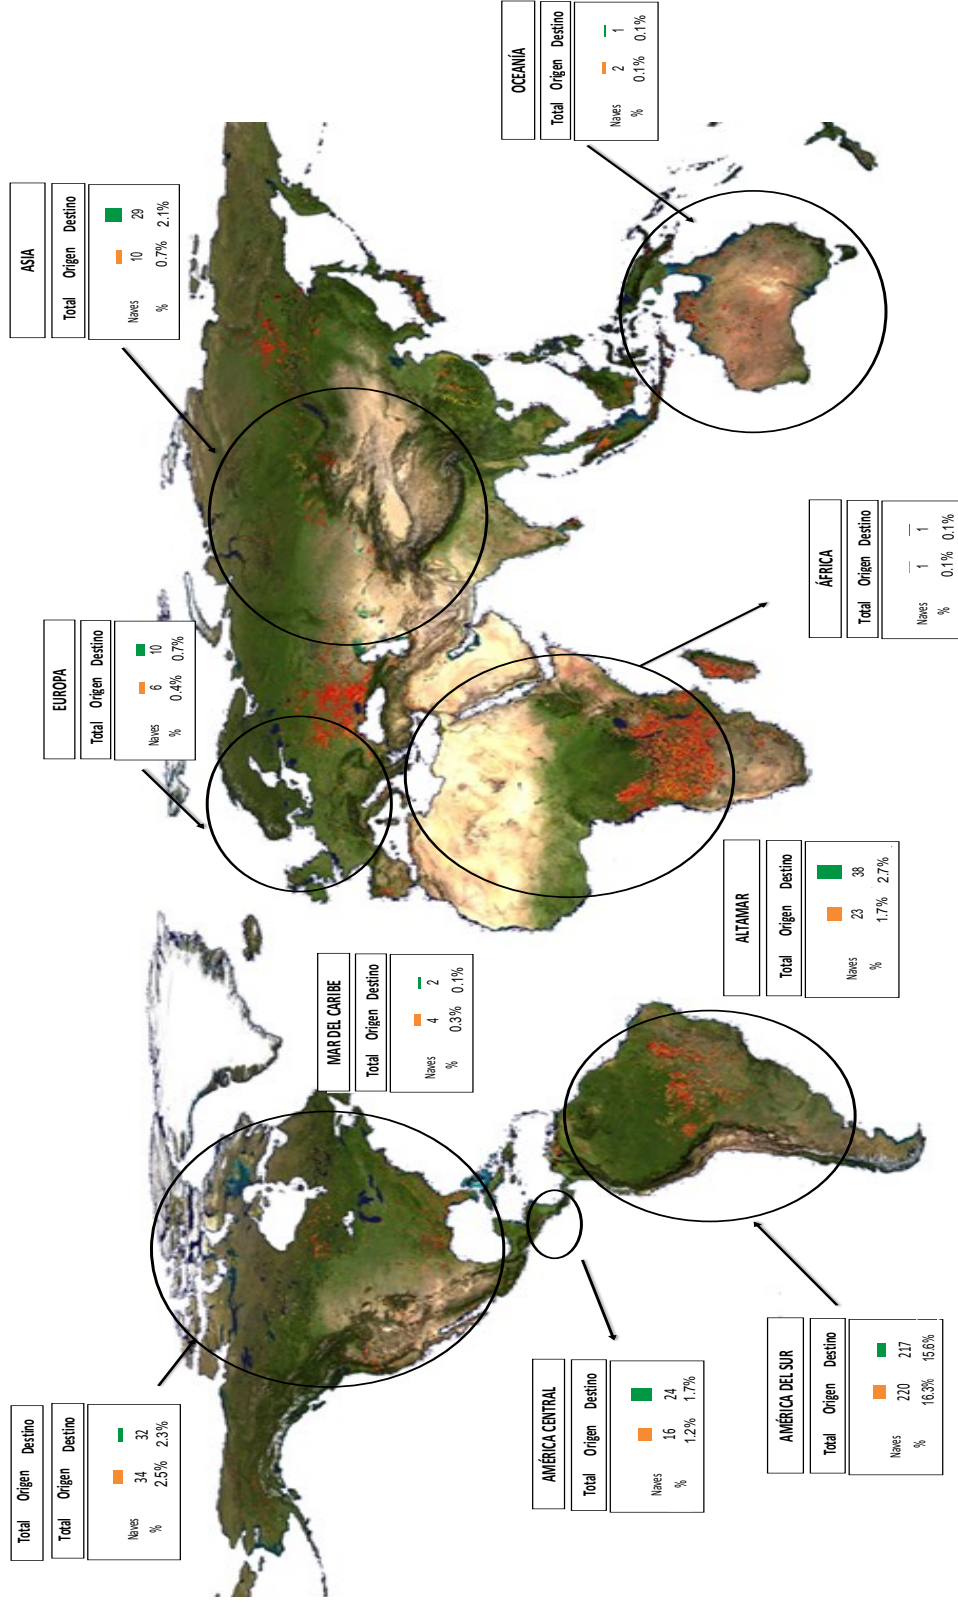 Total Origen Destino
Total Origen Destino
Naves 34 32
% 2.5% 2.3%
EUROPA
Total Origen Destino
Naves 6 10
% 0.4% 0.7%
ASIA
Total Origen Destino
Naves 10 29
% 0.7% 2.1%
MAR DEL CARIBE
Total Origen Destino
Naves 4 2
% 0.3% 0.1%
OCEANÍA
Total Origen Destino
Naves 2 1
% 0.1% 0.1%
AMÉRICA CENTRAL
Total Origen Destino
Naves 16 24
% 1.2% 1.7%
ALTAMAR
Total Origen Destino
Naves 23 38
% 1.7% 2.7%
ÁFRICA
Total Origen Destino
Naves 1 1
% 0.1% 0.1%
AMÉRICA DEL SUR
Total Origen Destino
Naves 220 217
% 16.3% 15.6%